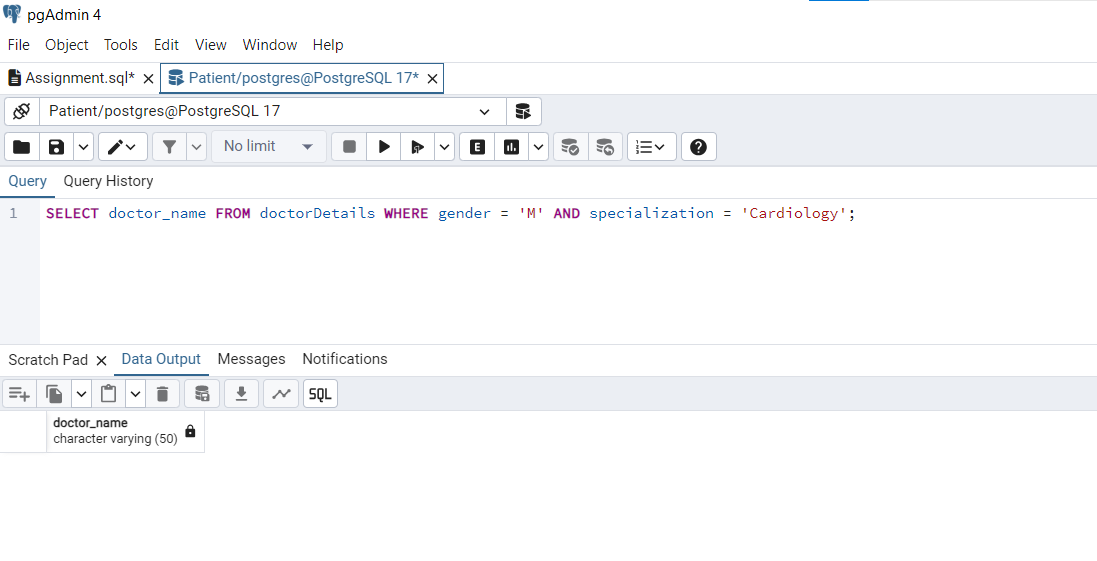 pgAdmin 4
File Object Tools Edit View Window Help
Assignment.sql* Patient/postgres@PostgreSQL 17*
Patient/postgres@PostgreSQL 17
No limit E
Query Query History
1 SELECT doctor_name FROM doctorDetails WHERE gender = 'M' AND specialization = 'Cardiology';
Scratch Pad Data Output Messages Notifications
SQL
doctor_name
character varying (50)